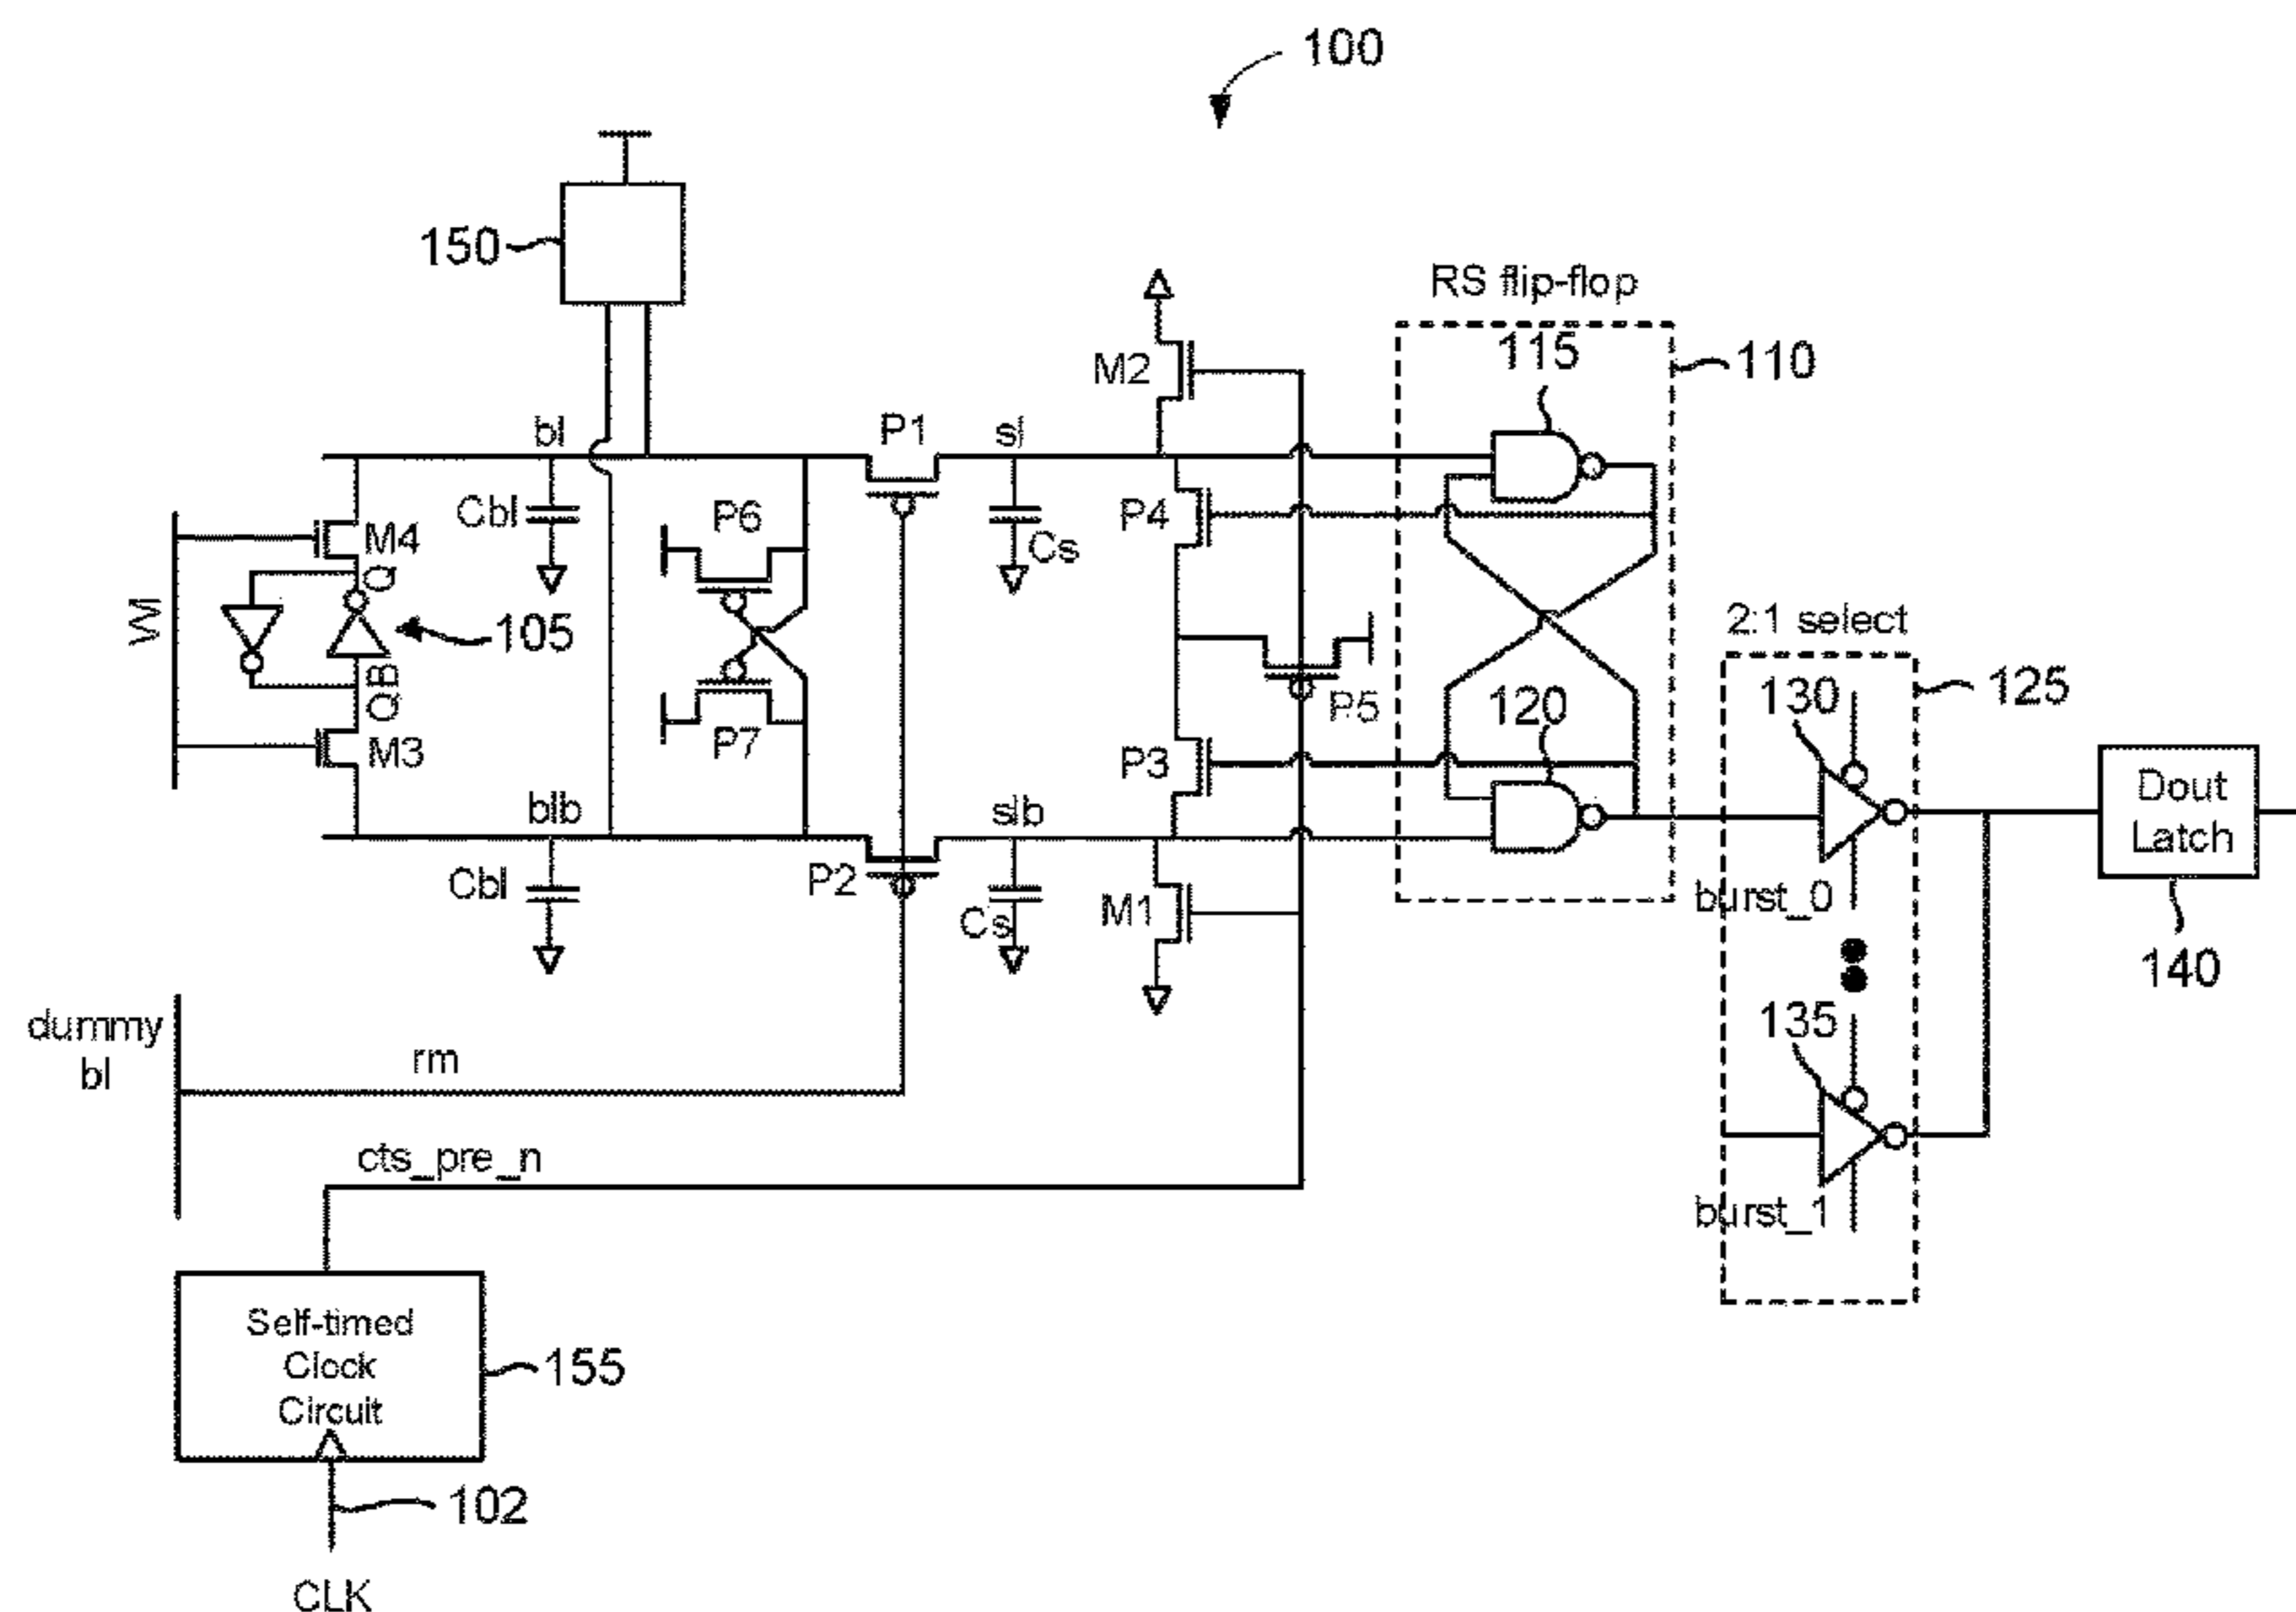 100
150
RS flip-flop
115
110
M2
bl
P1
sl
Cbl
P6
P4
Cs
M4
Q
Wl
105
2:1 select
130
125
QB
P7
120
P5
M3
P3
blb
slb
Dout
Latch
Cbl
P2
Cs
M1
burst_0
140
135
dummy
bl
rm
cts_pre_n
burst_1
Self-timed
Clock
Circuit
155
102
CLK